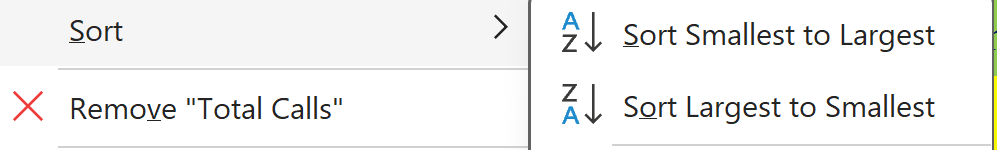 Sort
Remove "Total Calls"
Sort Smallest to Largest
Sort Largest to Smallest